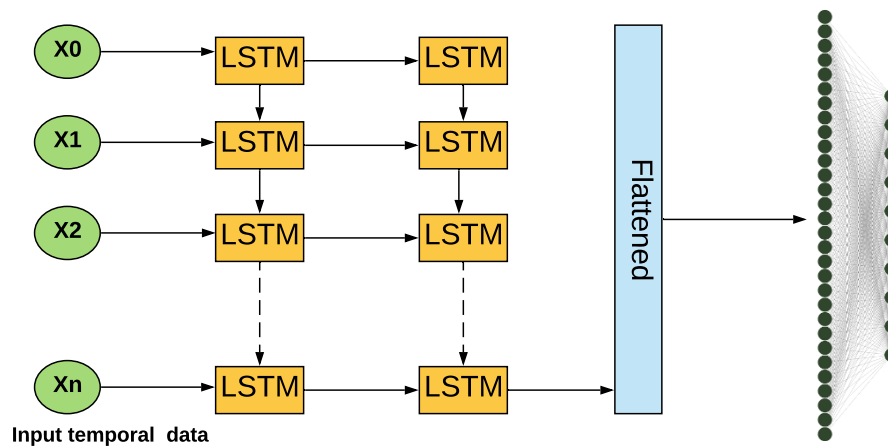 X0
LSTM
LSTM
X1
LSTM
LSTM
X2
LSTM
LSTM
Flattened
Xn
LSTM
LSTM
Input temporal data